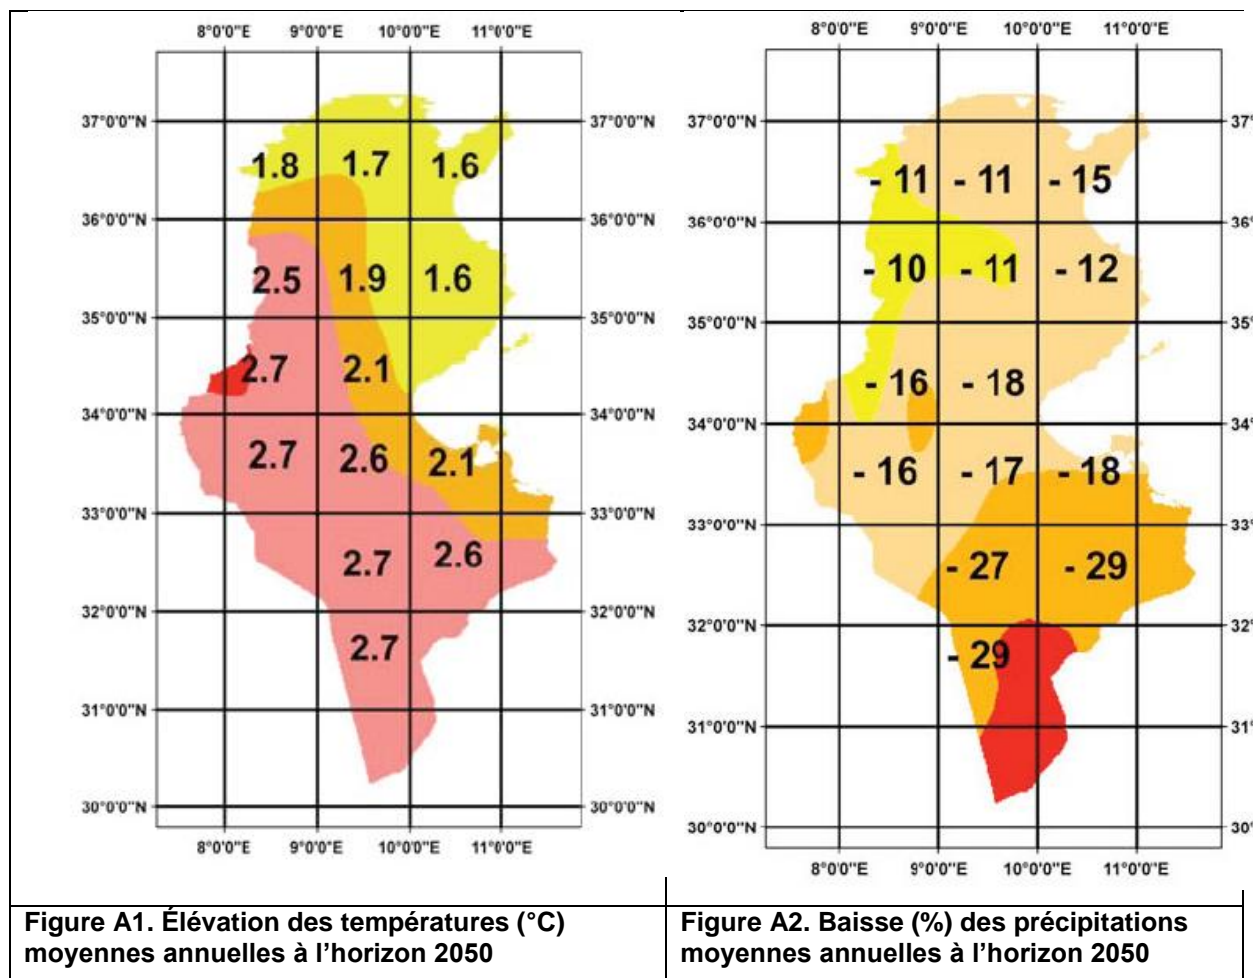 8°0'0"E 9°0'0"E 10°0'0"E 11°0'0"E
37°0'0"N 37°0'0"N
1.8 1.7 1.6
36°0'0"N 36°0'0"N
2.5 1.9 1.6
35°0'0"N 35°0'0"N
2.7 2.1
34°0'0"N 34°0'0"N
2.7 2.6 2.1
33°0'0"N 33°0'0"N
2.7 2.6
32°0'0"N 32°0'0"N
2.7
31°0'0"N 31°0'0"N
30°0'0"N 30°0'0"N
8°0'0"E 9°0'0"E 10°0'0"E 11°0'0"E
Figure A1. Élévation des températures (°C)
moyennes annuelles à l'horizon 2050
8°0'0"E 9°0'0"E 10°0'0"E 11°0'0"E
37°0'0"N 37°
- 11 - 11 - 15
36°0'0"N 36°
- 10 - 11 - 12
35°0'0"N 35°
- 16 - 18
34°0'0"N 34°
- 16 - 17 - 18
33°0'0"N 33°
- 27 - 29
32°0'0"N 32°
- 29
31°0'0"N 31°
30°0'0"N 30°
8°0'0"E 9°0'0"E 10°0'0"E 11°0'0"E
Figure A2. Baisse (%) des précipitations
moyennes annuelles à l'horizon 2050